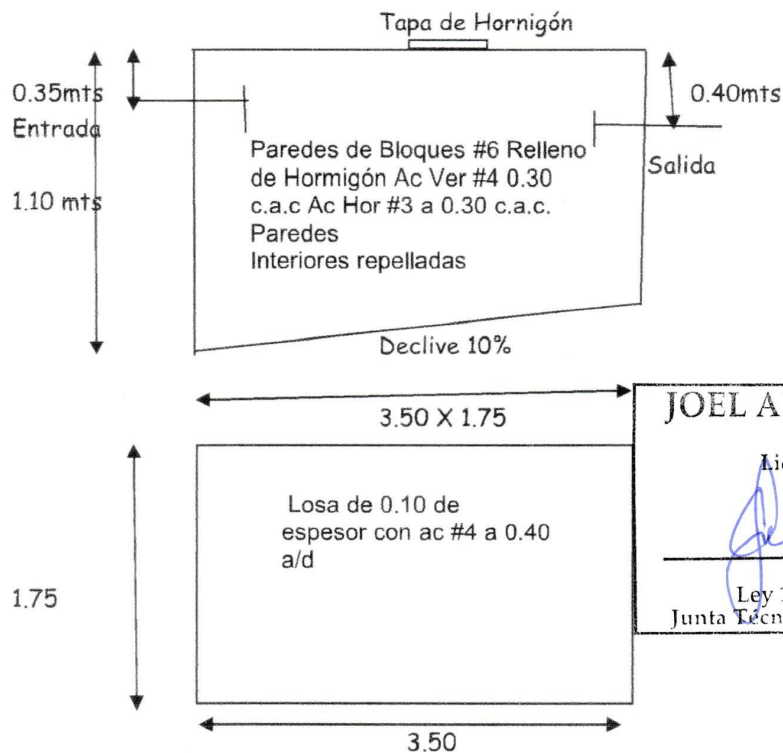 Tapa de Hornigón
0.35mts
Entrada
0.40mts
Salida
1.10 mts
Paredes de Bloques #6 Relleno
de Hormigón Ac Ver #4 0.30
c.a.c Ac Hor #3 a 0.30 c.a.c.
Paredes
Interiores repelladas
Declive 10%
3.50 X 1.75
JOEL A
Losa de 0.10 de
espesor con ac #4 a 0.40
a/d
1.75
Ley
Junta
3.50